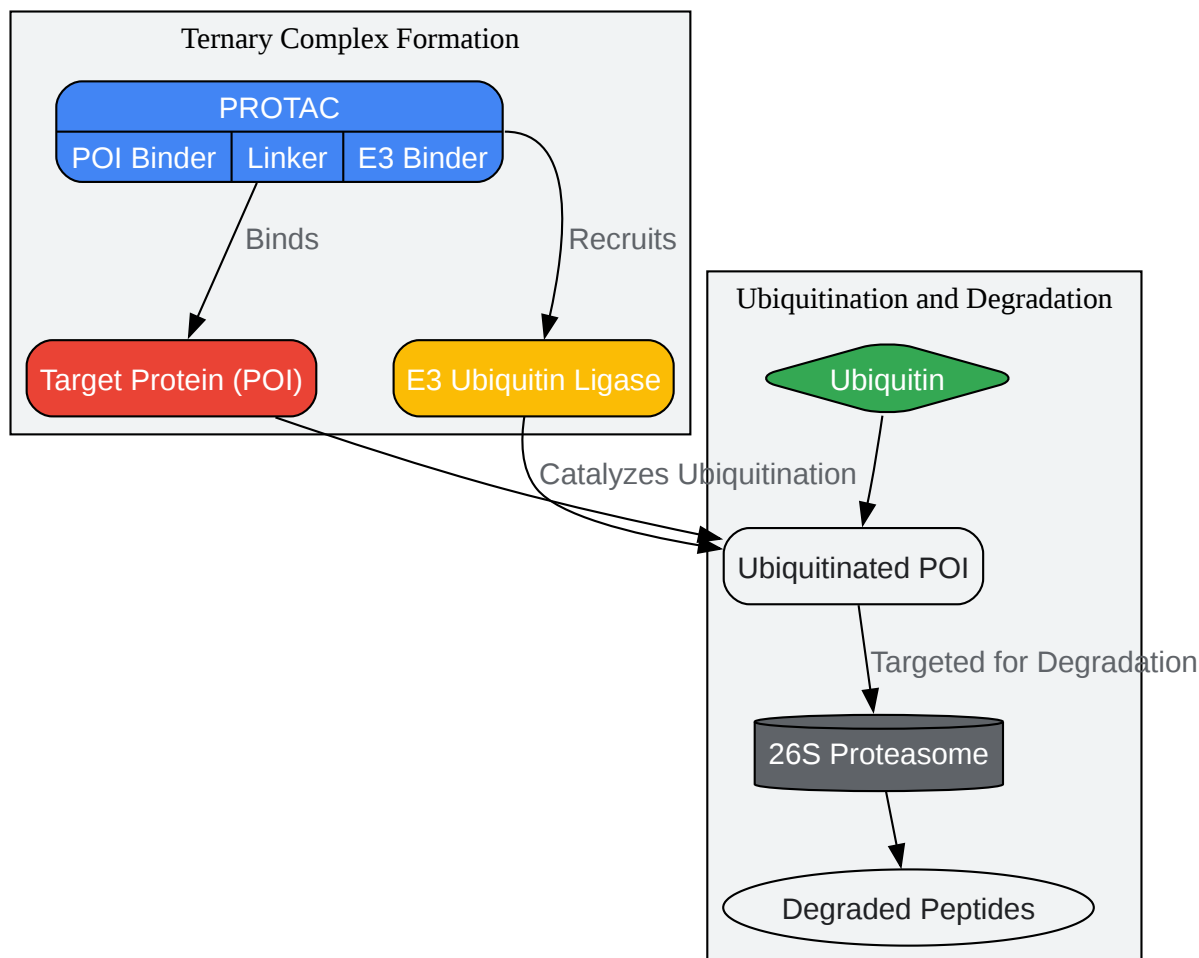 Ternary Complex Formation
PROTAC
POI Binder
Linker
E3 Binder
Binds
Recruits
Target Protein (POI)
E3 Ubiquitin Ligase
Ubiquitination and Degradation
Ubiquitin
Catalyzes Ubiquitination
Ubiquitinated POI
Targeted for Degradation
26S Proteasome
Degraded Peptides